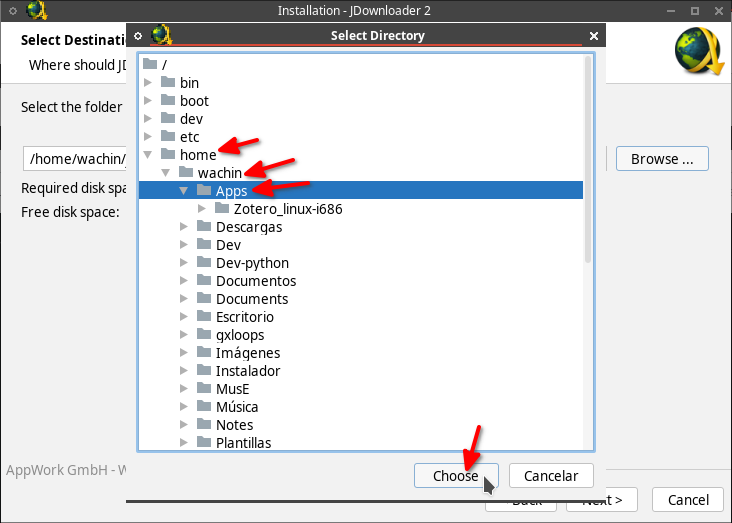 Installation - JDownloader 2
Select Directory
Select Destinati
Where should JD
Select the folder
/home/wachin/
Browse ...
Required disk spa
Free disk space:
/
bin
boot
dev
etc
home
wachin
Apps
Zotero_linux-i686
Descargas
Dev
Dev-python
Documentos
Documents
Escritorio
gxloops
Imágenes
Instalador
MusE
Música
Notes
Plantillas
Choose
Cancelar
AppWork GmbH - W
< Back
Next >
Cancel